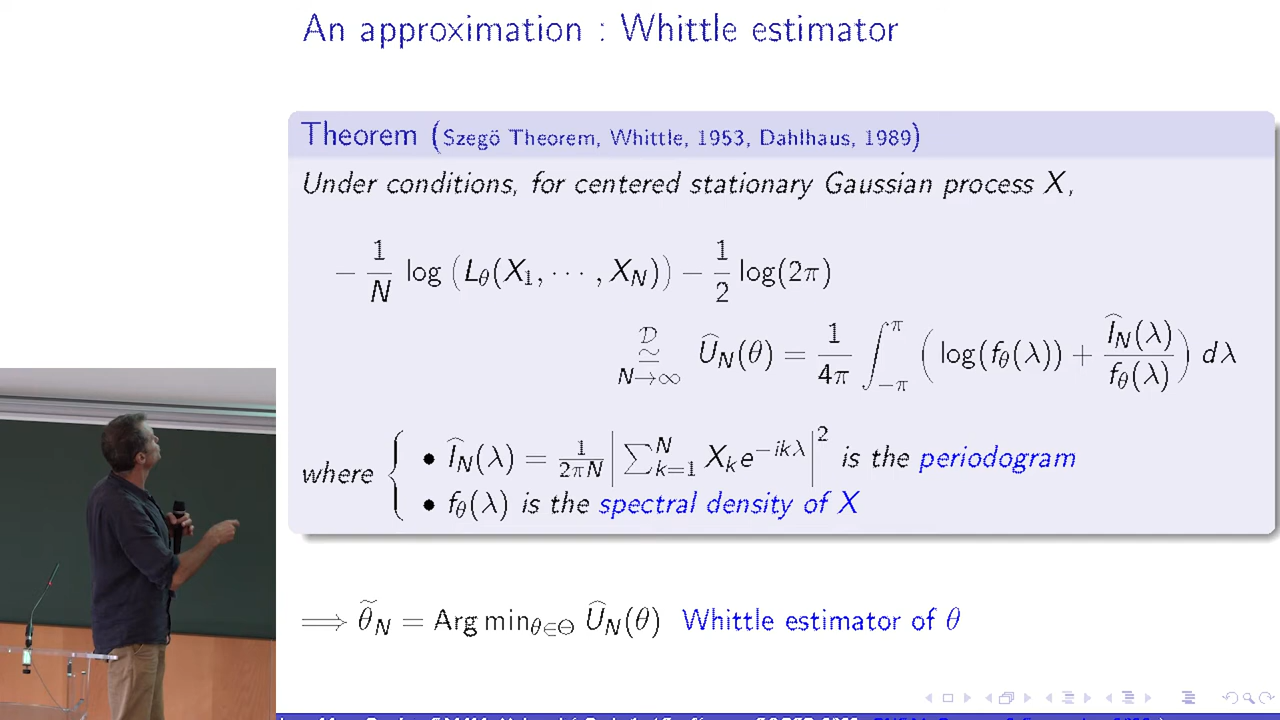 An approximation : Whittle estimator
Theorem (Szegö Theorem, Whittle, 1953, Dahlhaus, 1989)
Under conditions, for centered stationary Gaussian process X,
− 1/N log (L_θ(X_1, ··· , X_N)) − 1/2 log(2π)
𝒟 ≃ N→∞ Û_N(θ) = 1/4π ∫_{−π}^{π} ( log(f_θ(λ)) + Î_N(λ)/f_θ(λ) ) dλ
where { • Î_N(λ) = 1/2πN | ∑_{k=1}^{N} X_k e^{−ikλ} |^2 is the periodogram
• f_θ(λ) is the spectral density of X
⟹ θ̃_N = Arg min_{θ∈Θ} Û_N(θ) Whittle estimator of θ